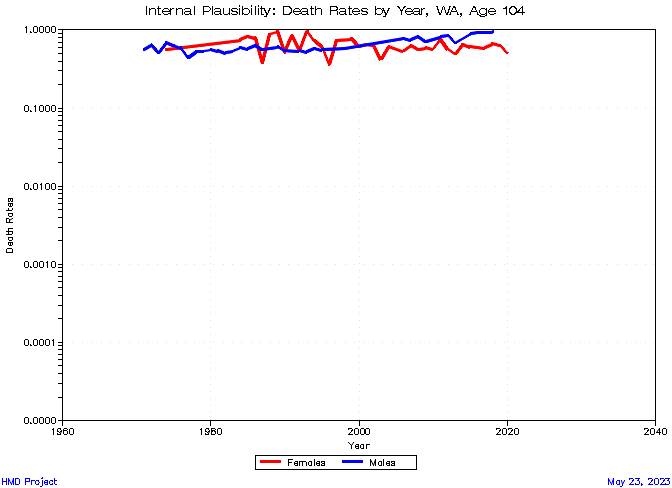 Internal Plausibility: Death Rates by Year, WA, Age 104
1.0000
0.1000
0.0100
0.0010
0.0001
0.0000
Death Rates
1960
1980
2000
2020
2040
Year
Females
Males
HMD Project
May 23, 2023